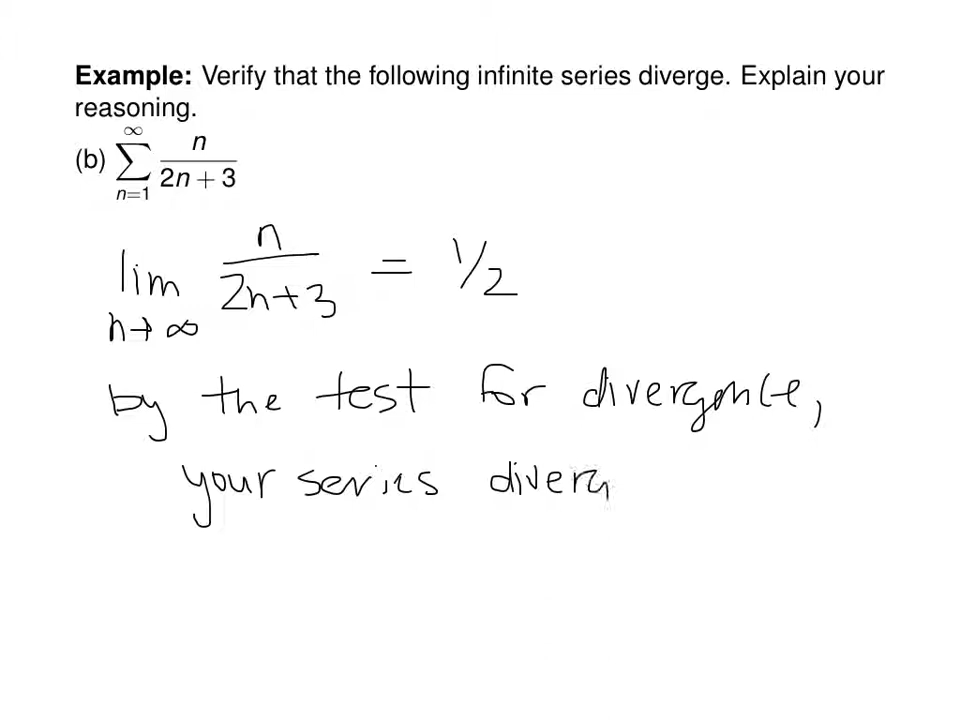 Example: Verify that the following infinite series diverge. Explain your
reasoning.
(b) ∑_{n=1}^{∞} n/(2n + 3)
lim_{n→∞} n/(2n+3) = 1/2
by the test for divergence,
your series diverg